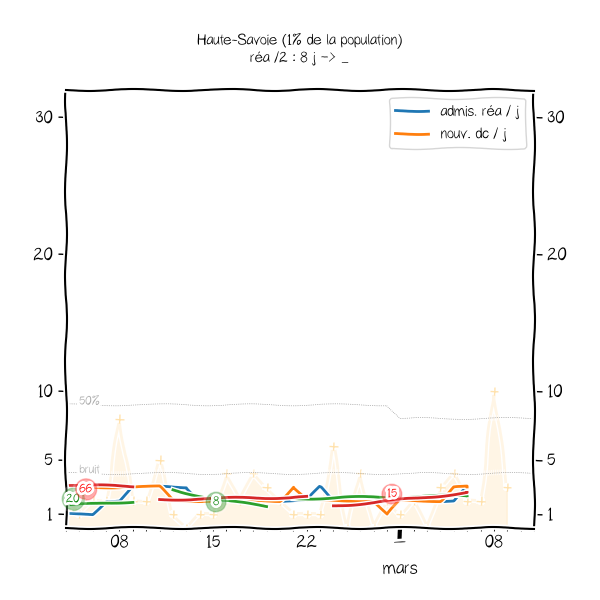 Haute-Savoie (1% de la population)
réa /2 : 8 j -> _
admis. réa / j
nouv. dc / j
30 30
20 20
10 10
50%
5 5
bruit
66
20
8
15
1 1
08 15 22 1 08
mars